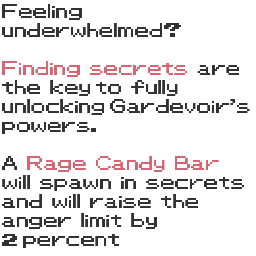 Feeling
underwhelmed?
Finding secrets are
the key to fully
unlocking Gardevoir's
powers.
A Rage Candy Bar
will spawn in secrets
and will raise the
anger limit by
2 percent